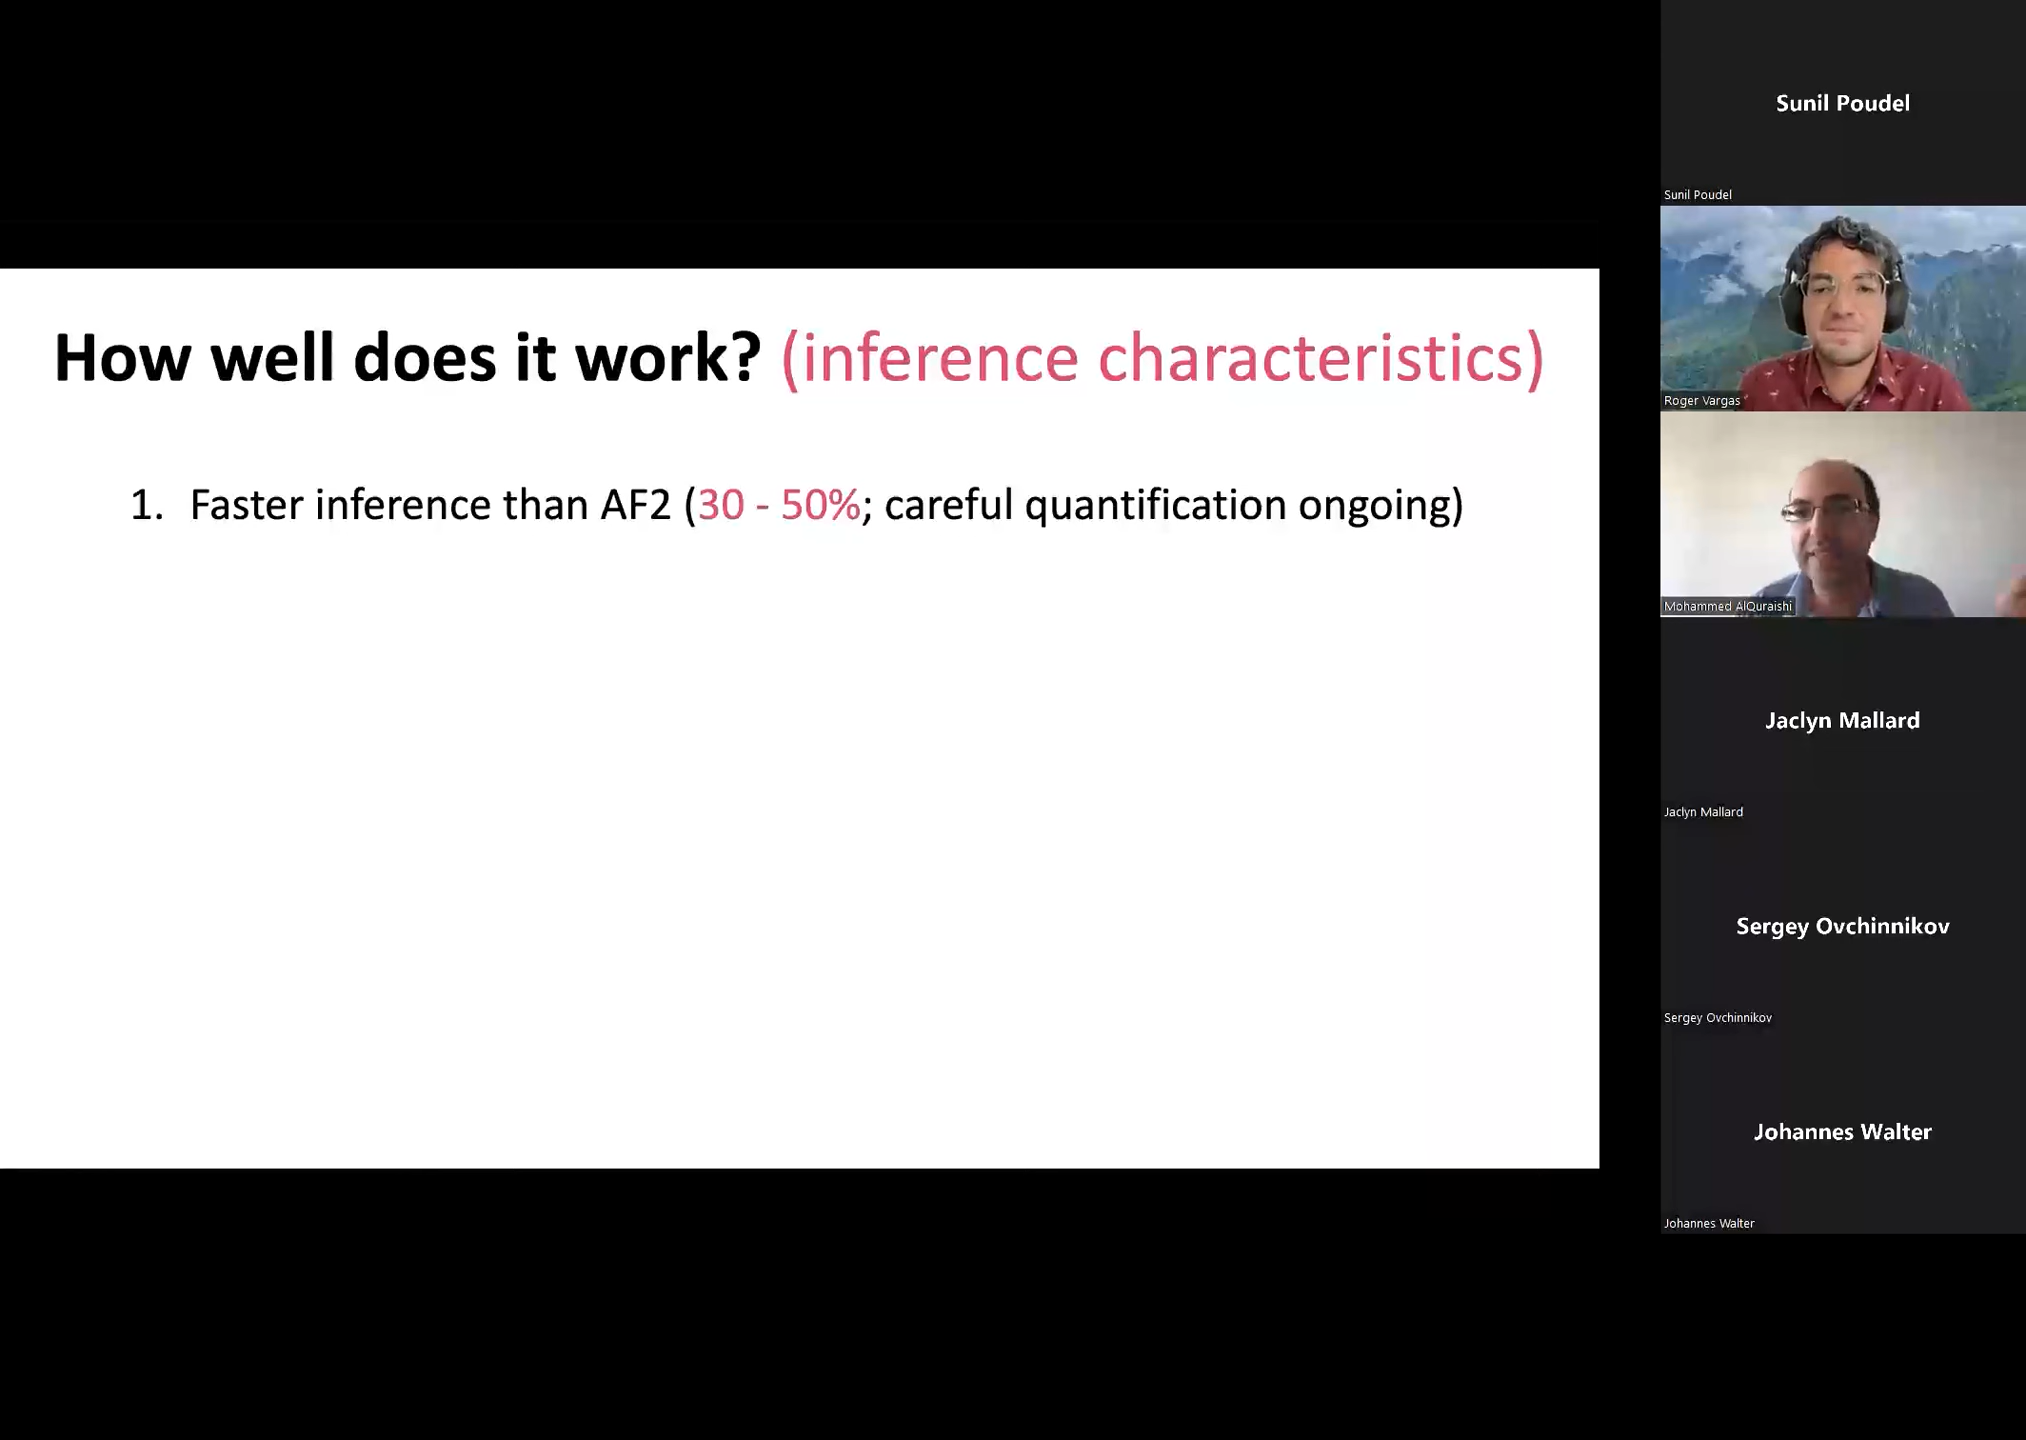 How well does it work? (inference characteristics)
1. Faster inference than AF2 (30 - 50%; careful quantification ongoing)
Sunil Poudel
Sunil Poudel
Roger Vargas
Mohammed AlQuraishi
Jaclyn Mallard
Jaclyn Mallard
Sergey Ovchinnikov
Sergey Ovchinnikov
Johannes Walter
Johannes Walter